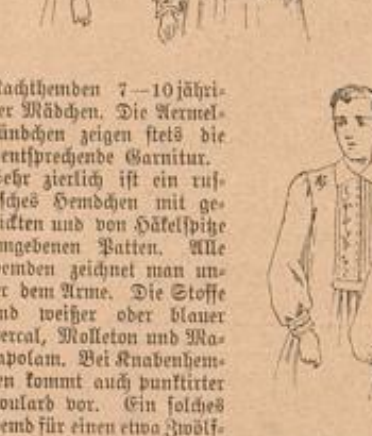 achthemden 7—10jähri-
er Mädchen. Die Aermel-
ündchen zeigen stets die
entsprechende Garnitur.
ehr zierlich ist ein rus-
sches Hemdchen mit ge-
ickten und von Häkelspitze
mgebenen Patten. Alle
emden zeichnet man un-
r dem Arme. Die Stoffe
nd weißer oder blauer
ercal, Molleton und Ma-
apolam. Bei Knabenhem-
en kommt auch punktirter
oulard vor. Ein solches
emd für einen etwa Zwölf-